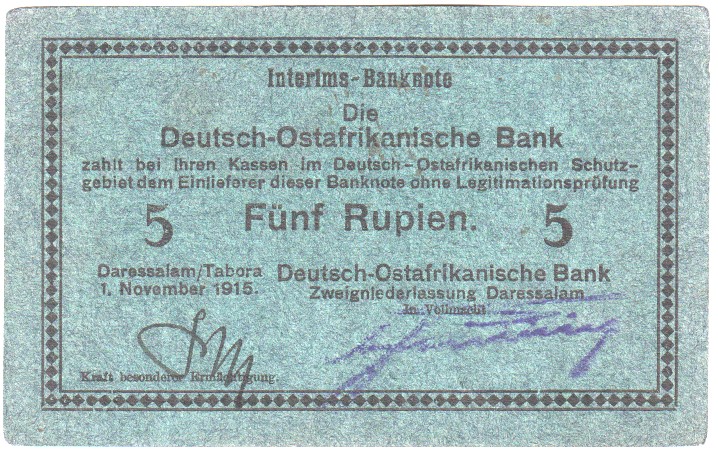 Interims-Banknote
Die
Deutsch-Ostafrikanische Bank
zahlt bei Ihren Kassen im Deutsch-Ostafrikanischen Schutz-
gebiet dem Einlieferer dieser Banknote ohne Legitimationsprüfung
5 Fünf Rupien. 5
Daressalam/Tabora
1. November 1915.
Deutsch-Ostafrikanische Bank
Zweigniederlassung Daressalam
In Vollmacht
Kraft besonderer Ermächtigung.